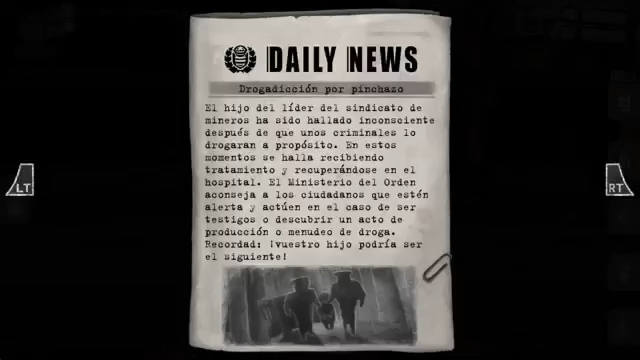 DAILY NEWS
Drogadicción por pinchazo
El hijo del líder del sindicato de
mineros ha sido hallado inconsciente
después de que unos criminales lo
drogaran a propósito. En estos
momentos se halla recibiendo
tratamiento y recuperándose en el
hospital. El Ministerio del Orden
aconseja a los ciudadanos que estén
alerta y actúen en el caso de ser
testigos o descubrir un acto de
producción o menudeo de droga.
Recordad: ¡vuestro hijo podría ser
el siguiente!
LT
RT